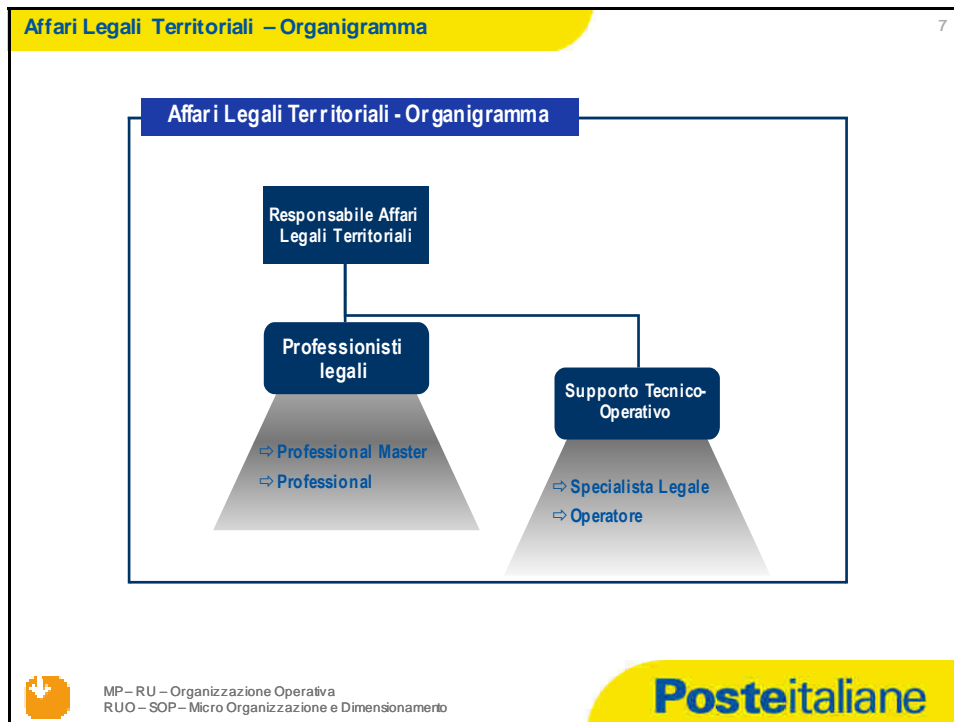 Affari Legali Territoriali – Organigramma
7
Affari Legali Territoriali - Organigramma
Responsabile Affari
Legali Territoriali
Professionisti
legali
Supporto Tecnico-
Operativo
⇨ Professional Master
⇨ Professional
⇨ Specialista Legale
⇨ Operatore
MP – RU – Organizzazione Operativa
RUO – SOP – Micro Organizzazione e Dimensionamento
Posteitaliane